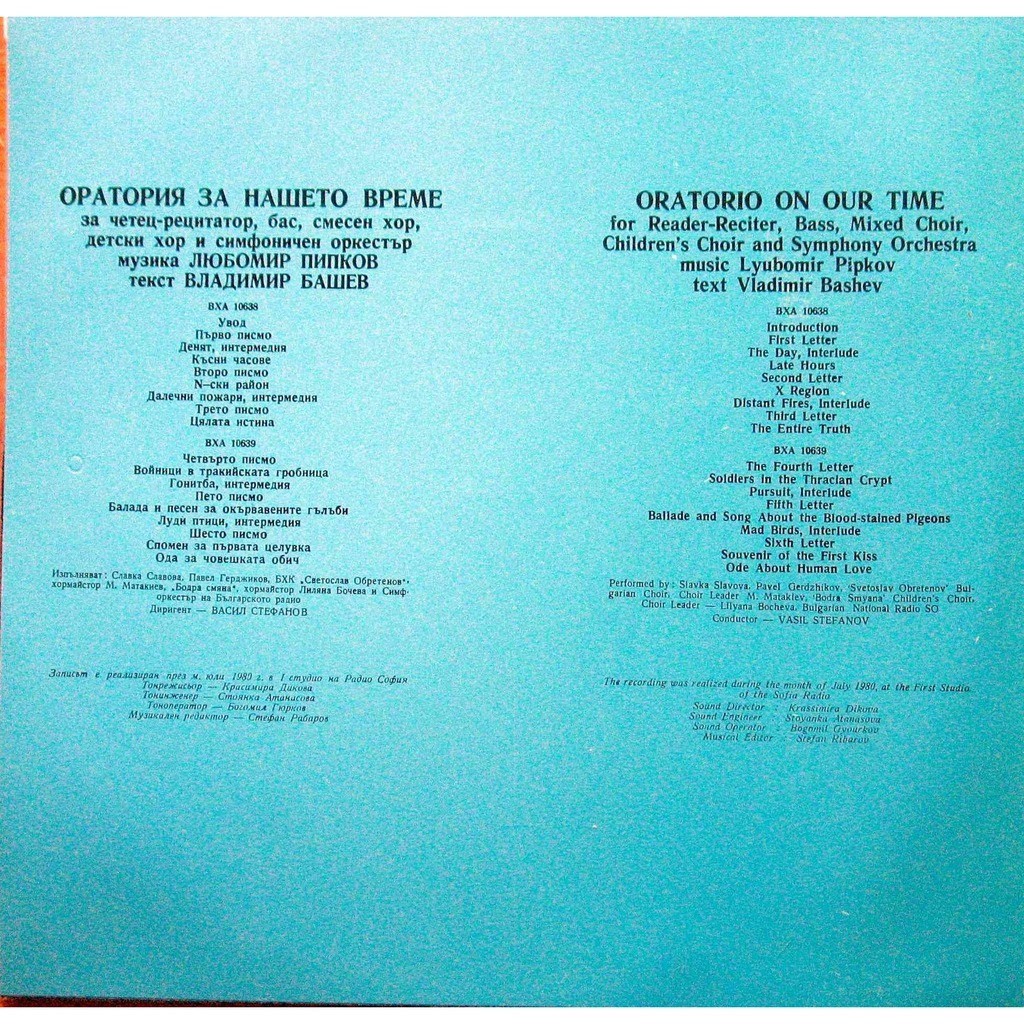 ОРАТОРИЯ ЗА НАШЕТО ВРЕМЕ
за четец-рецитатор, бас, смесен хор,
детски хор и симфоничен оркестър
музика ЛЮБОМИР ПИПКОВ
текст ВЛАДИМИР БАШЕВ
ВХА 10638
Увод
Първо писмо
Денят, интермедия
Късни часове
Второ писмо
N–ски район
Далечни пожари, интермедия
Трето писмо
Цялата истина
ВХА 10639
Четвърто писмо
Войници в тракийската гробница
Гонитба, интермедия
Пето писмо
Балада и песен за окървавените гълъби
Луди птици, интермедия
Шесто писмо
Спомен за първата целувка
Ода за човешката обич
Изпълняват: Славка Славова, Павел Герджиков, БХК „Светослав Обретенов“,
хормайстор М. Матакиев, „Бодра смяна“, хормайстор Лиляна Бочева и Симф-
оркестър на Българското радио
Диригент — ВАСИЛ СТЕФАНОВ
Записът е реализиран през м. юли 1980 г. в I студио на Радио София
Тонрежисьор — Красимира Дикова
Тонинженер — Стоянка Атанасова
Тоноператор — Богомил Гюрков
Музикален редактор — Стефан Рибаров
ORATORIO ON OUR TIME
for Reader-Reciter, Bass, Mixed Choir,
Children's Choir and Symphony Orchestra
music Lyubomir Pipkov
text Vladimir Bashev
ВХА 10638
Introduction
First Letter
The Day, Interlude
Late Hours
Second Letter
X Region
Distant Fires, Interlude
Third Letter
The Entire Truth
ВХА 10639
The Fourth Letter
Soldiers in the Thracian Crypt
Pursuit, Interlude
Fifth Letter
Ballade and Song About the Blood-stained Pigeons
Mad Birds, Interlude
Sixth Letter
Souvenir of the First Kiss
Ode About Human Love
Performed by: Slavka Slavova, Pavel Gerdzhikov, 'Svetoslav Obretenov' Bul-
garian Choir, Choir Leader M. Matakiev, 'Bodra Smyana' Children's Choir,
Choir Leader — Lilyana Bocheva, Bulgarian National Radio SO
Conductor — VASIL STEFANOV
The recording was realized during the month of July 1980, at the First Studio
of the Sofia Radio
Sound Director : Krassimira Dikova
Sound Engineer : Stoyanka Atanasova
Sound Operator : Bogomil Gyourkov
Musical Editor : Stefan Ribarov